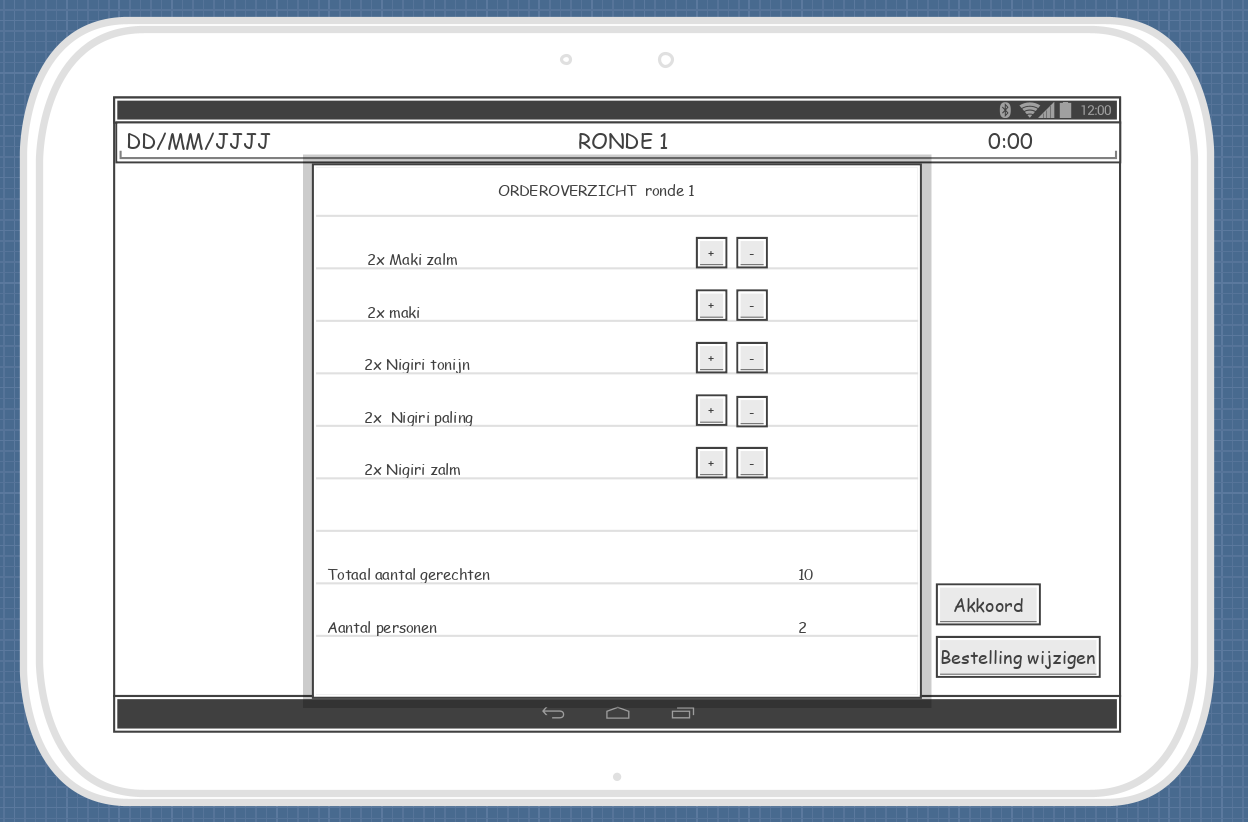 12:00
DD/MM/JJJJ RONDE 1 0:00
ORDEROVERZICHT ronde 1
2x Maki zalm + -
2x maki + -
2x Nigiri tonijn + -
2x Nigiri paling + -
2x Nigiri zalm + -
Totaal aantal gerechten 10
Akkoord
Aantal personen 2
Bestelling wijzigen